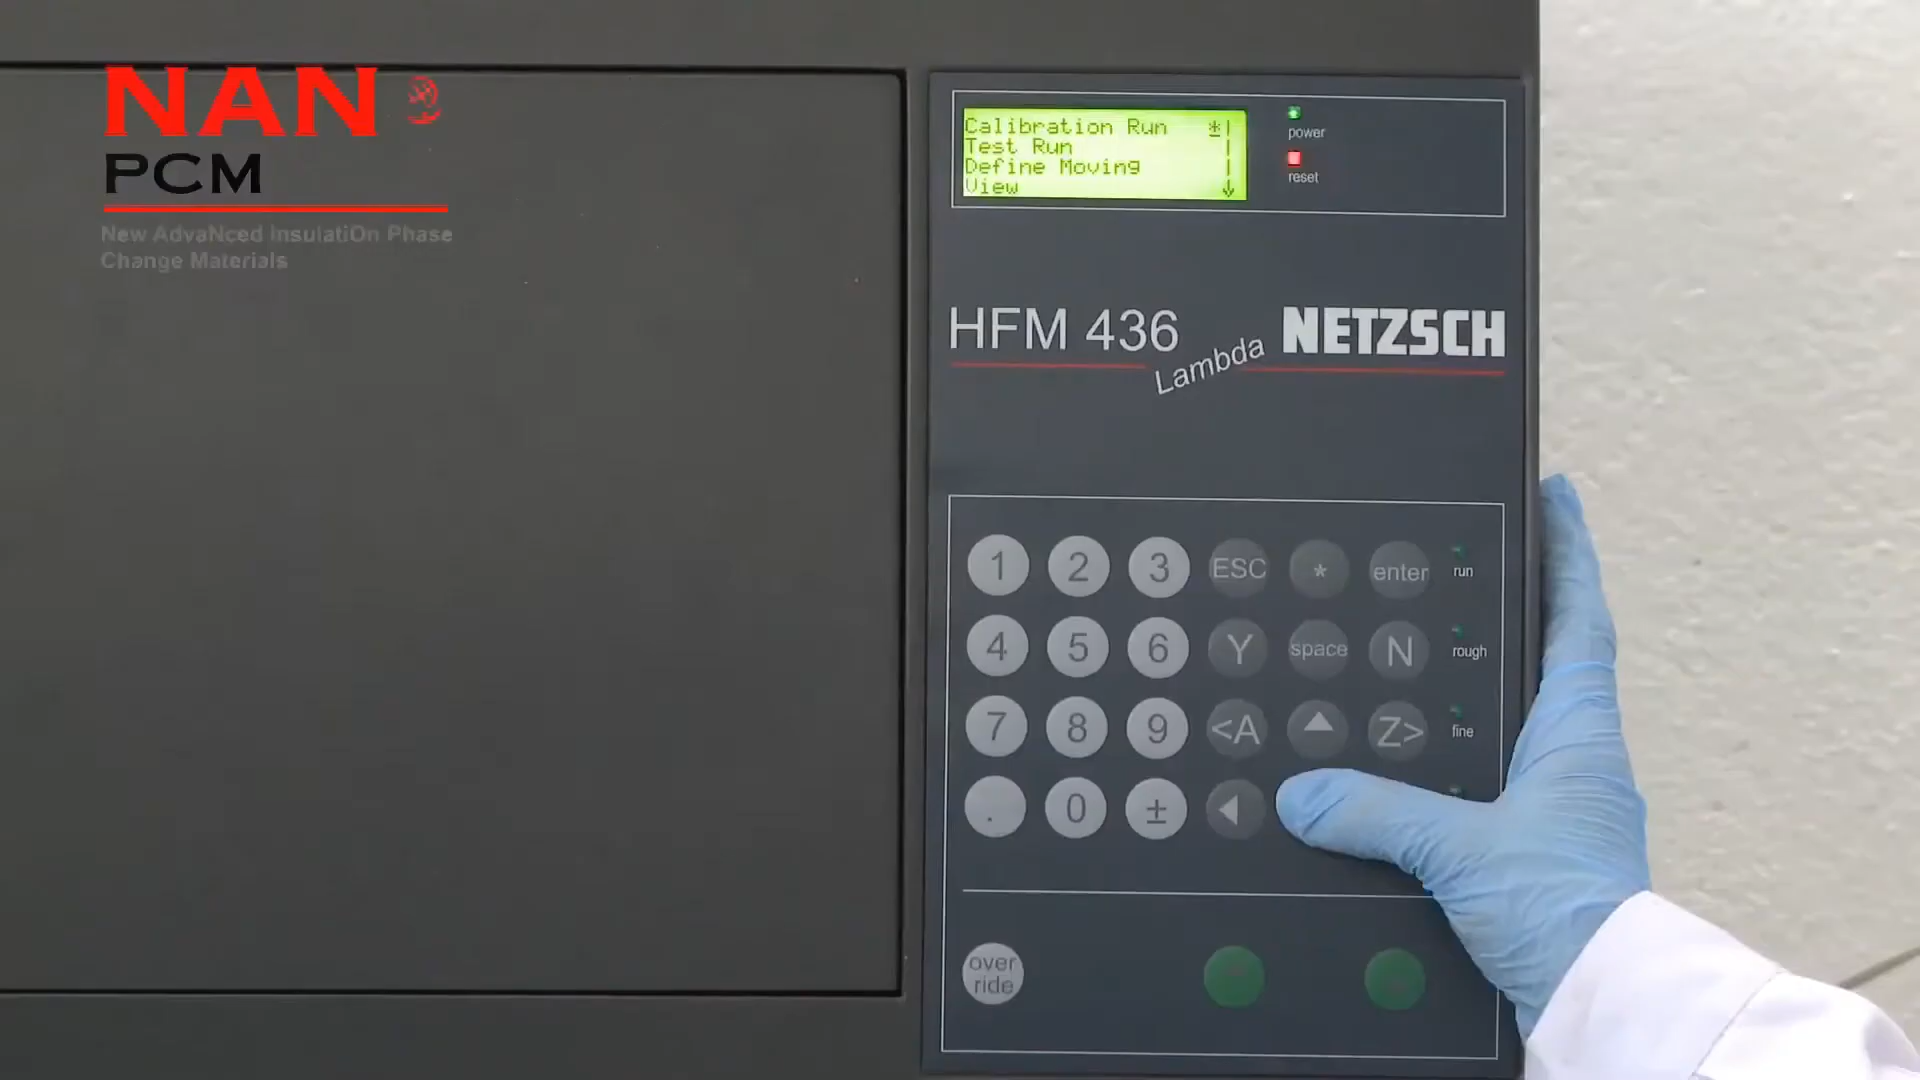 NAN
PCM
New AdvaNced InsulatiOn Phase
Change Materials
Calibration Run *
Test Run
Define Moving
View ↓
power
reset
HFM 436 Lambda NETZSCH
1 2 3 ESC * enter run
4 5 6 Y space N rough
7 8 9 <A ▲ Z> fine
. 0 ± ◀
over
ride